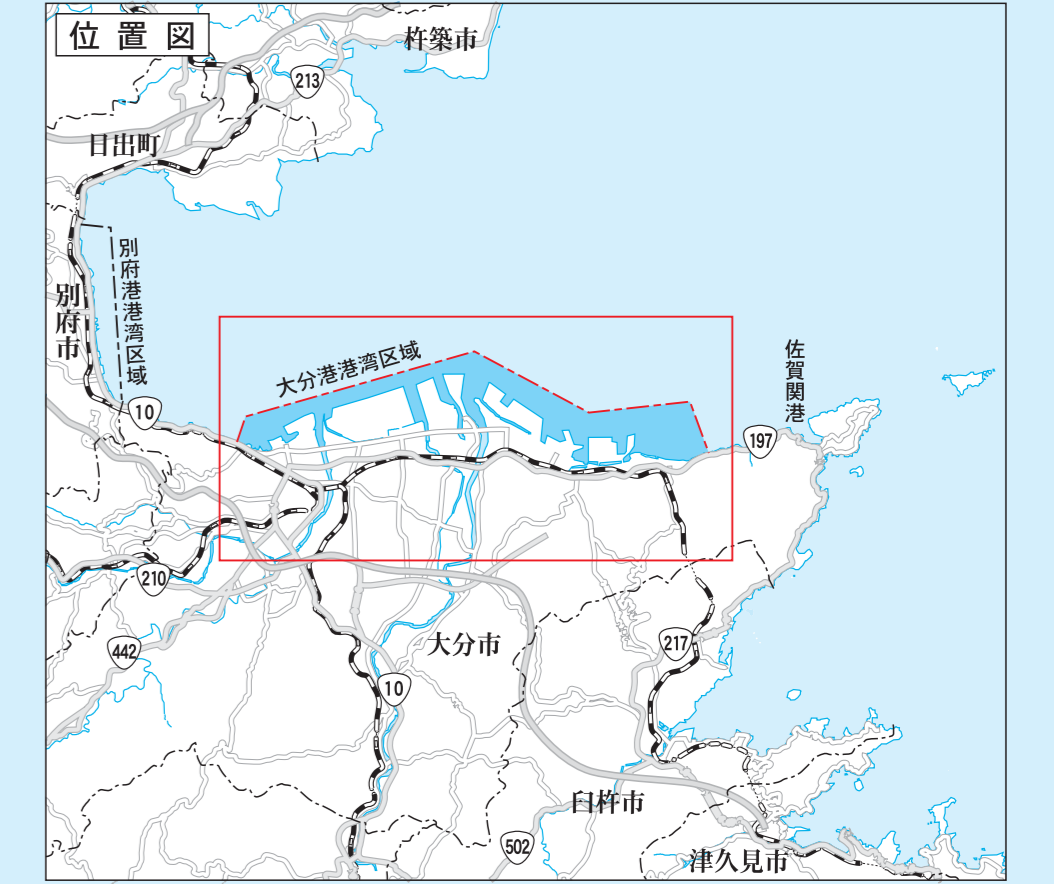 位置図
杵築市
213
日出町
別府港港湾区域
別府市
大分港港湾区域
佐賀関港
10
197
210
大分市
217
442
10
臼杵市
502
津久見市